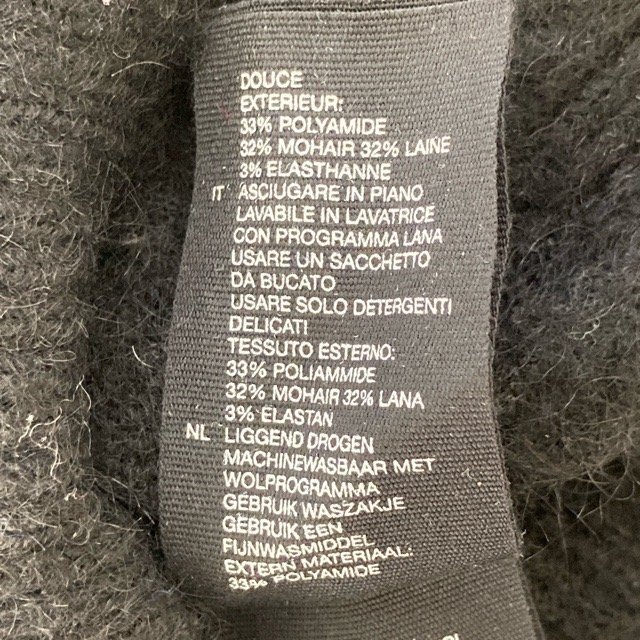 DOUCE
EXTERIEUR:
33% POLYAMIDE
32% MOHAIR 32% LAINE
3% ELASTHANNE
IT ASCIUGARE IN PIANO
LAVABILE IN LAVATRICE
CON PROGRAMMA LANA
USARE UN SACCHETTO
DA BUCATO
USARE SOLO DETERGENTI
DELICATI
TESSUTO ESTERNO:
33% POLIAMMIDE
32% MOHAIR 32% LANA
3% ELASTAN
NL LIGGEND DROGEN
MACHINEWASBAAR MET
WOLPROGRAMMA
GEBRUIK WASZAKJE
GEBRUIK EEN
FIJNWASMIDDEL
EXTERN MATERIAAL:
33% POLYAMIDE